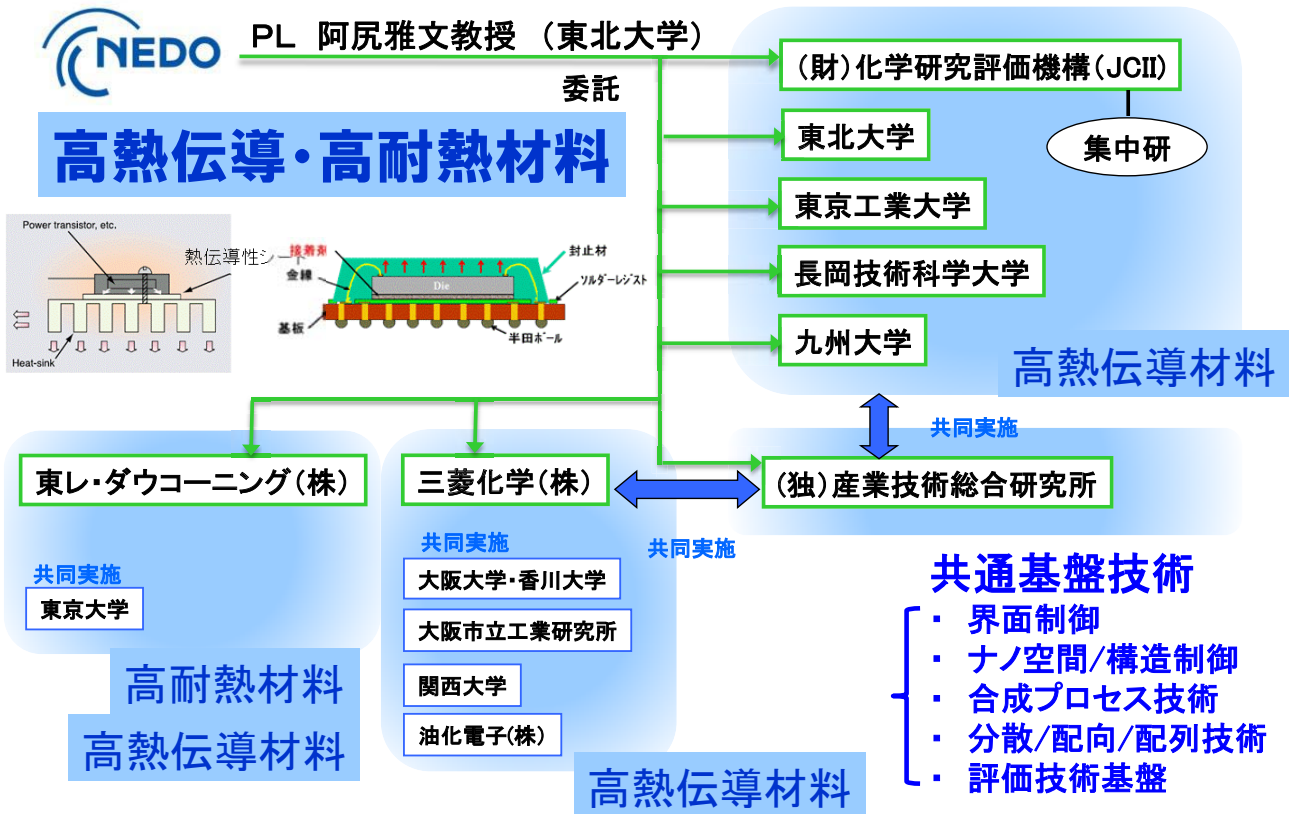 NEDO
PL 阿尻雅文教授 （東北大学）
委託
高熱伝導・高耐熱材料
Power transistor, etc.
熱伝導性シート
Heat-sink
接着剤
金線
Die
封止材
ソルダーレジスト
基板
半田ボール
（財）化学研究評価機構（JCII）
集中研
東北大学
東京工業大学
長岡技術科学大学
九州大学
高熱伝導材料
共同実施
東レ・ダウコーニング（株）
三菱化学（株）
（独）産業技術総合研究所
共同実施
共同実施
共同実施
東京大学
大阪大学・香川大学
大阪市立工業研究所
関西大学
油化電子(株）
高耐熱材料
高熱伝導材料
高熱伝導材料
共通基盤技術
・ 界面制御
・ ナノ空間/構造制御
・ 合成プロセス技術
・ 分散/配向/配列技術
・ 評価技術基盤